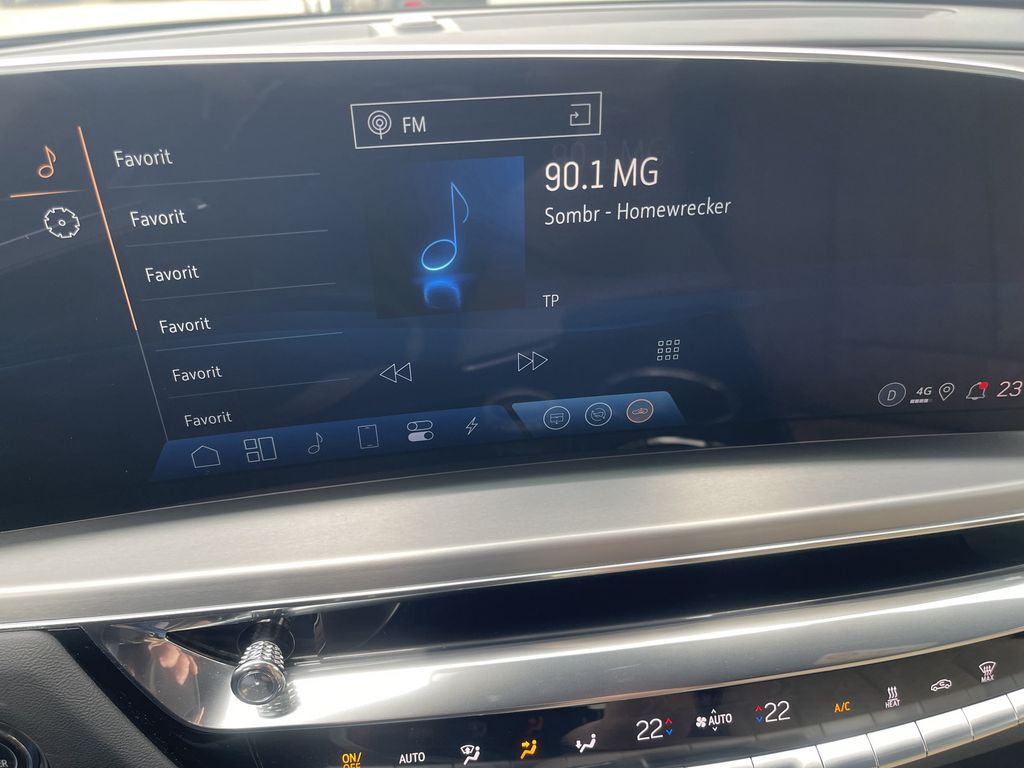 FM
Favorit
90.1 MG
Favorit
Sombr - Homewrecker
Favorit
TP
Favorit
Favorit
Favorit
D
4G
23
22
AUTO
22
A/C
HEAT
MAX
ON/
OFF
AUTO